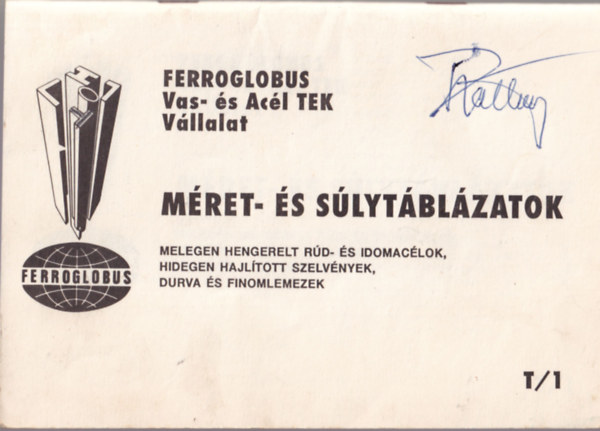 FERROGLOBUS
Vas- és Acél TEK
Vállalat
MÉRET- ÉS SÚLYTÁBLÁZATOK
MELEGEN HENGERELT RÚD- ÉS IDOMACÉLOK,
HIDEGEN HAJLÍTOTT SZELVÉNYEK,
DURVA ÉS FINOMLEMEZEK
FERROGLOBUS
T/1